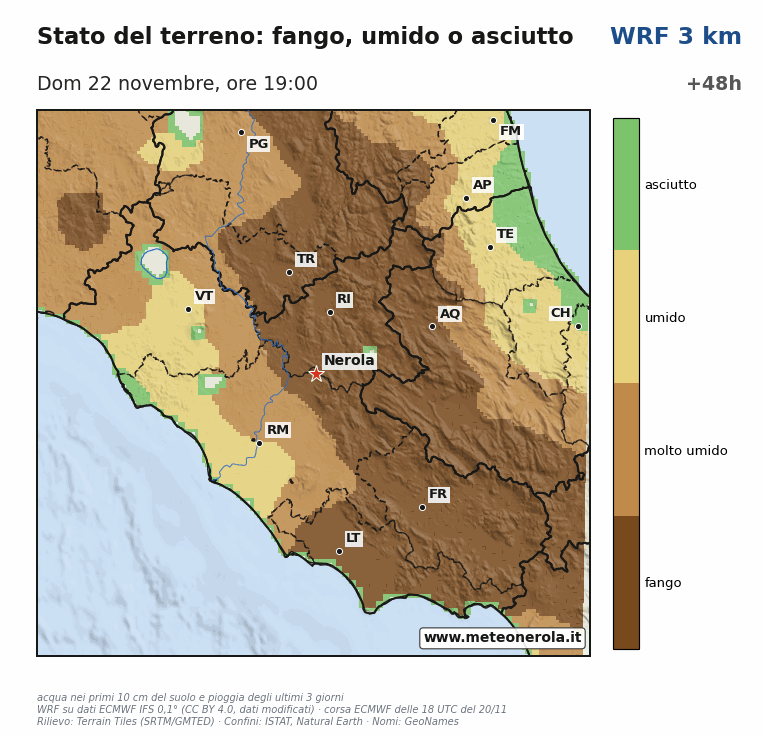 Stato del terreno: fango, umido o asciutto
WRF 3 km
Dom 22 novembre, ore 19:00
+48h
FM
PG
asciutto
AP
TE
TR
VT
RI
AQ
CH
umido
Nerola
RM
molto umido
FR
LT
fango
www.meteonerola.it
acqua nei primi 10 cm del suolo e pioggia degli ultimi 3 giorni
WRF su dati ECMWF IFS 0,1° (CC BY 4.0, dati modificati) · corsa ECMWF delle 18 UTC del 20/11
Rilievo: Terrain Tiles (SRTM/GMTED) · Confini: ISTAT, Natural Earth · Nomi: GeoNames